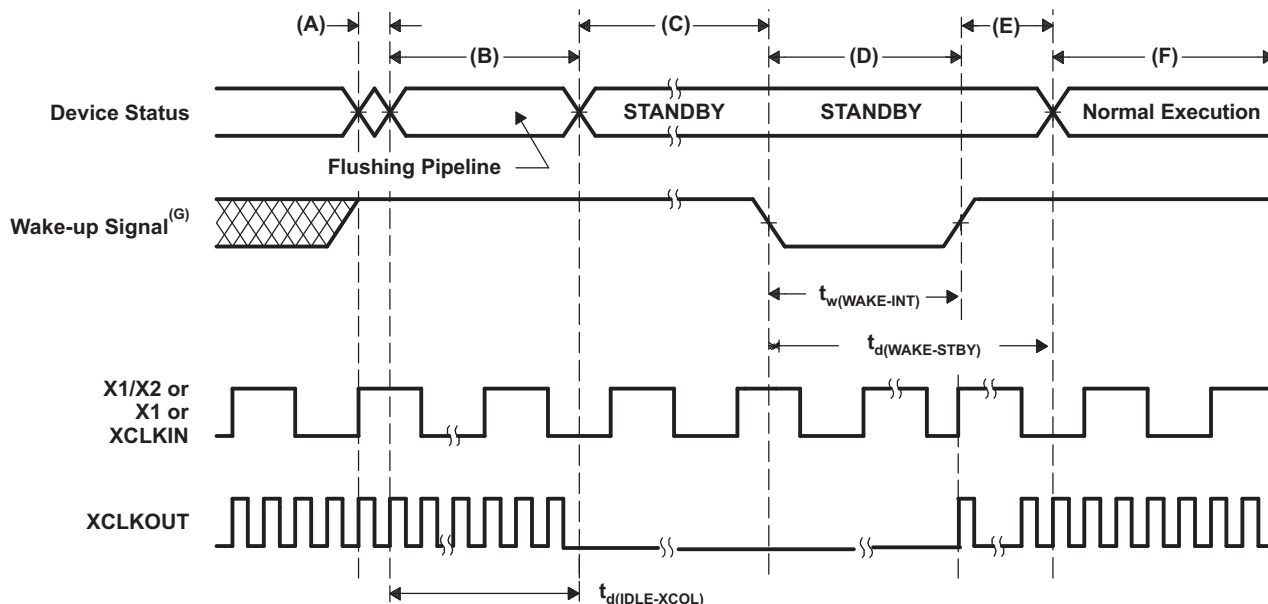 (A)
(C)
(E)
(B)
(D)
(F)
Device Status
STANDBY
STANDBY
Normal Execution
Flushing Pipeline
Wake-up Signal(G)
tw(WAKE-INT)
td(WAKE-STBY)
X1/X2 or
X1 or
XCLKIN
XCLKOUT
td(IDLE-XCOL)